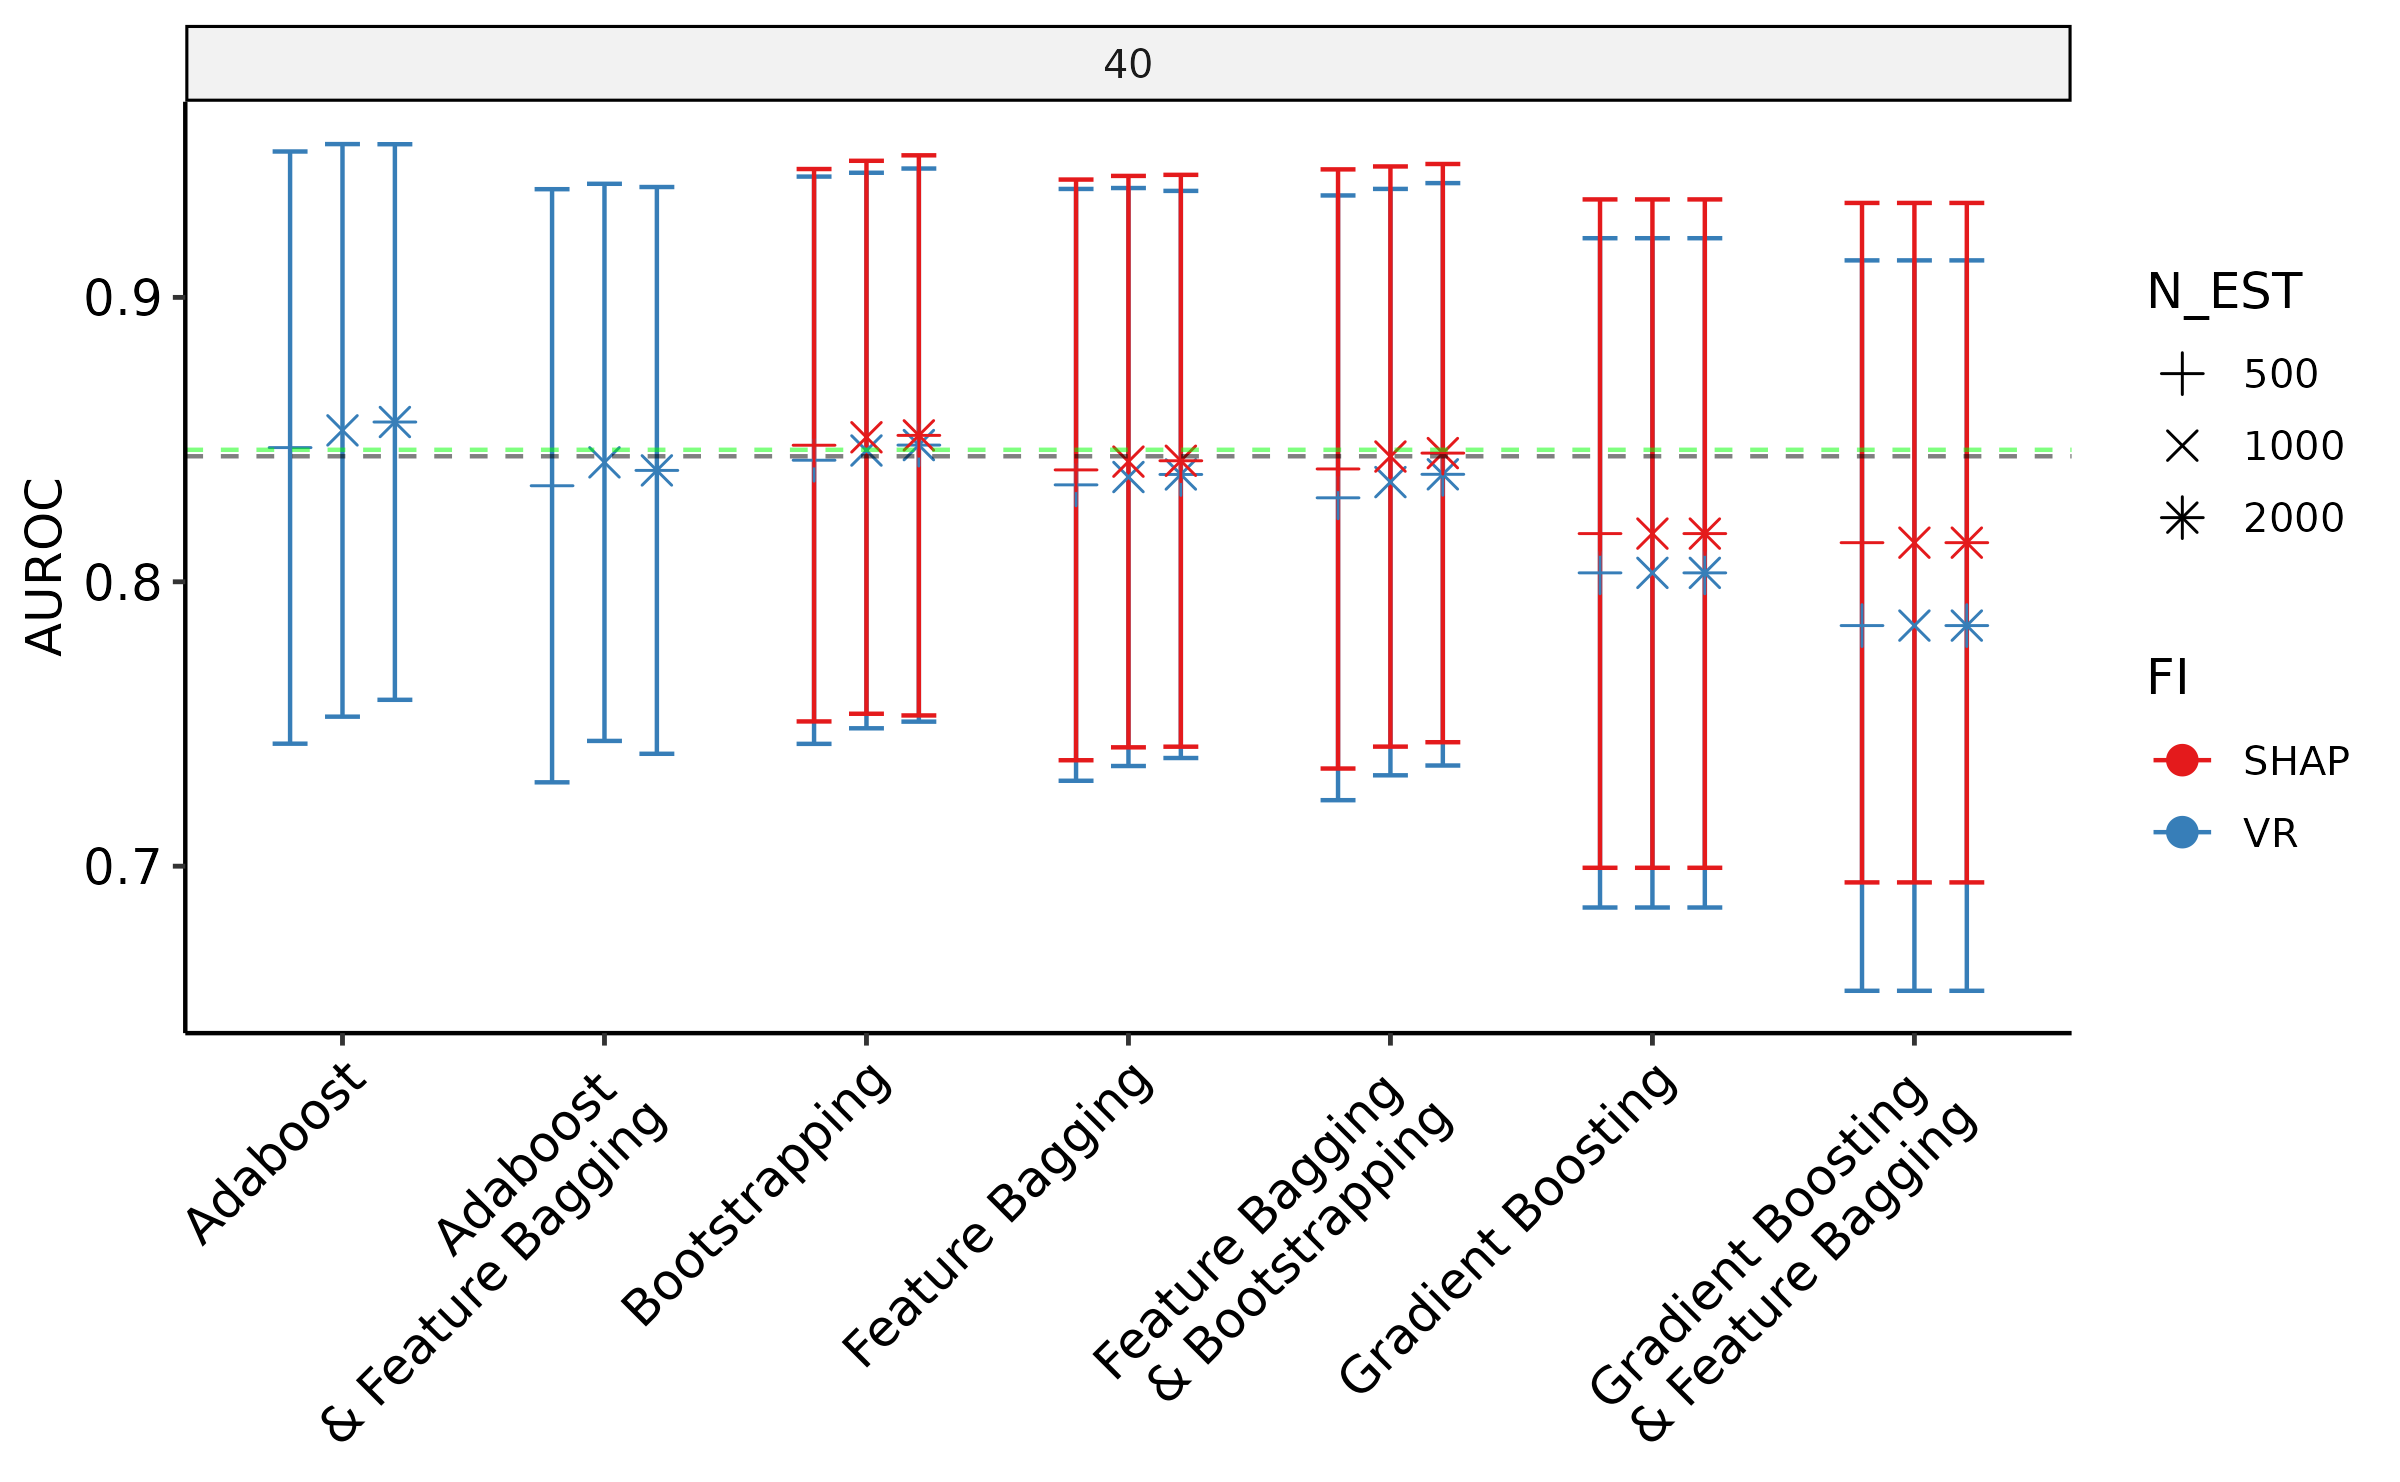 40
AUROC
0.9
0.8
0.7
Adaboost
Adaboost
& Feature Bagging
Bootstrapping
Feature Bagging
Feature Bagging
& Bootstrapping
Gradient Boosting
Gradient Boosting
& Feature Bagging
N_EST
500
1000
2000
FI
SHAP
VR